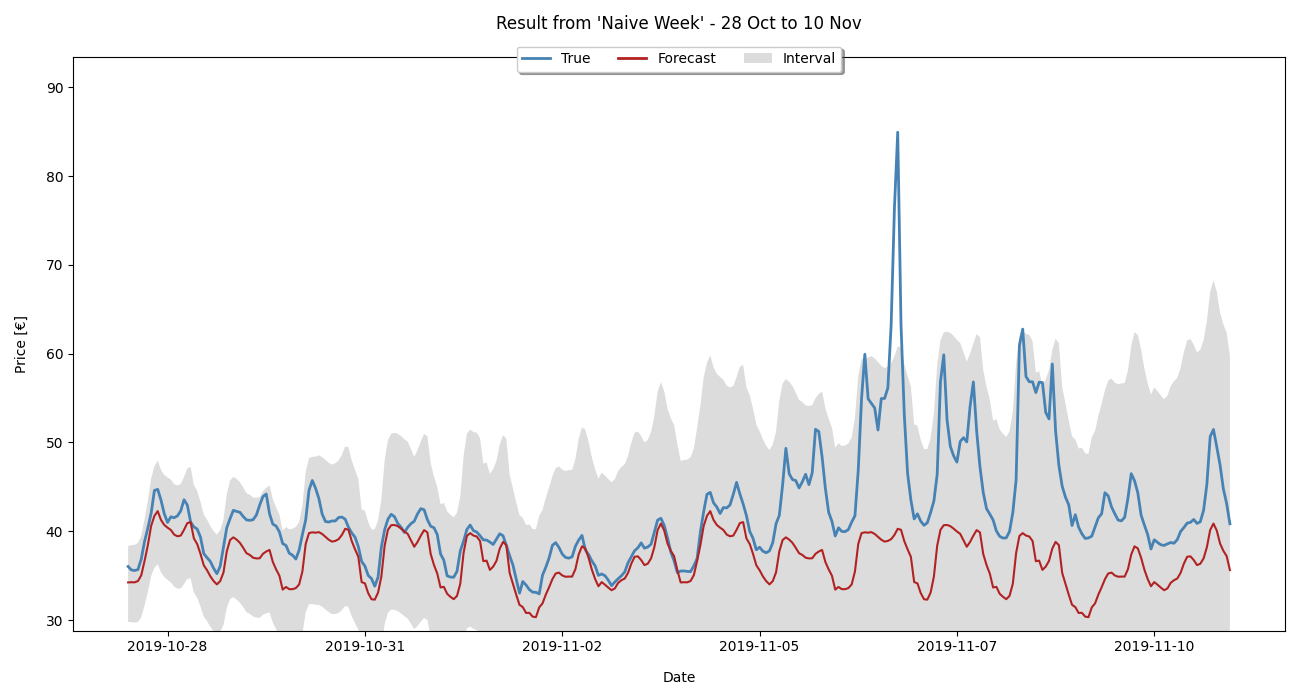 Result from 'Naive Week' - 28 Oct to 10 Nov
True Forecast Interval
90
80
70
60
50
40
30
Price [€]
2019-10-28 2019-10-31 2019-11-02 2019-11-05 2019-11-07 2019-11-10
Date